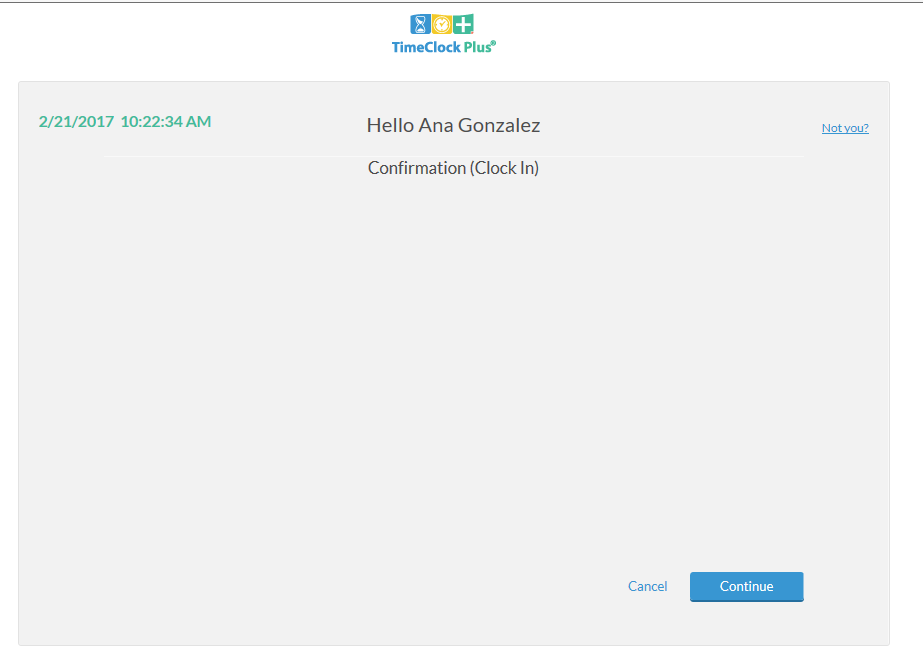 TimeClock Plus®
2/21/2017 10:22:34 AM
Hello Ana Gonzalez
Not you?
Confirmation (Clock In)
Cancel
Continue